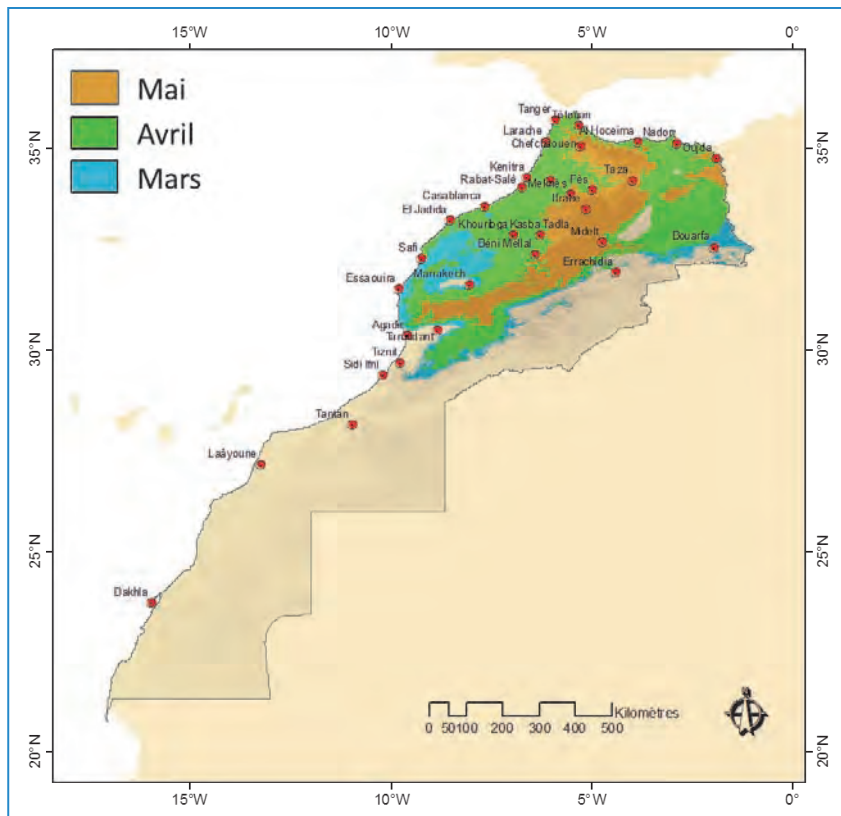 15°W 10°W 5°W 0°
Mai
Avril
Mars
35°N
30°N
25°N
20°N
35°N
30°N
25°N
20°N
Tanger
Larache
Al Hoceima
Nador
Chefchaouen
Oujda
Kenitra
Taza
Rabat-Salé
Meknès
Fès
Casablanca
Ifrane
El Jadida
Khouribga
Kasba Tadla
Midelt
Bouarfa
Béni Mellal
Safi
Errachidia
Essaouira
Marrakech
Agadir
Taroudant
Tiznit
Sidi Ifni
Tantan
Laâyoune
Dakhla
Kilomètres
0 50 100 200 300 400 500
15°W 10°W 5°W 0°